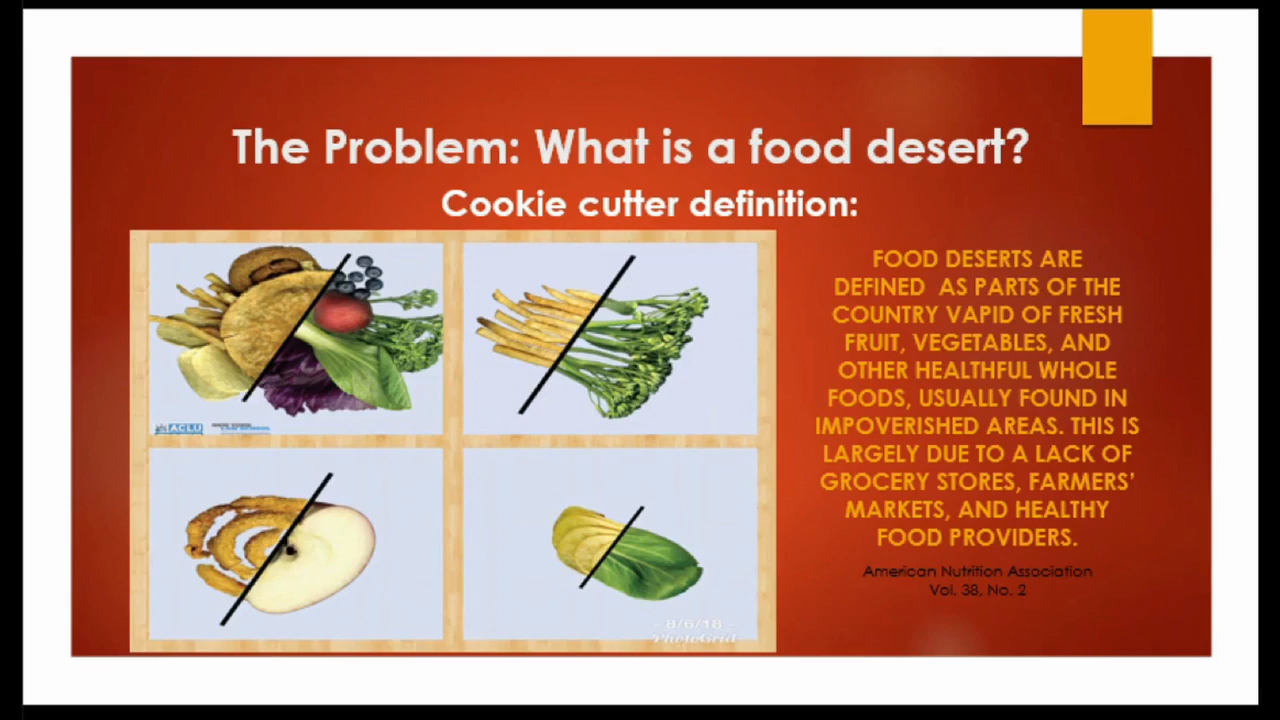 The Problem: What is a food desert?
Cookie cutter definition:
FOOD DESERTS ARE
DEFINED AS PARTS OF THE
COUNTRY VAPID OF FRESH
FRUIT, VEGETABLES, AND
OTHER HEALTHFUL WHOLE
FOODS, USUALLY FOUND IN
IMPOVERISHED AREAS. THIS IS
LARGELY DUE TO A LACK OF
GROCERY STORES, FARMERS’
MARKETS, AND HEALTHY
FOOD PROVIDERS.
American Nutrition Association
Vol. 38, No. 2
ACLU
- 8/6/18 -
PhotoGrid